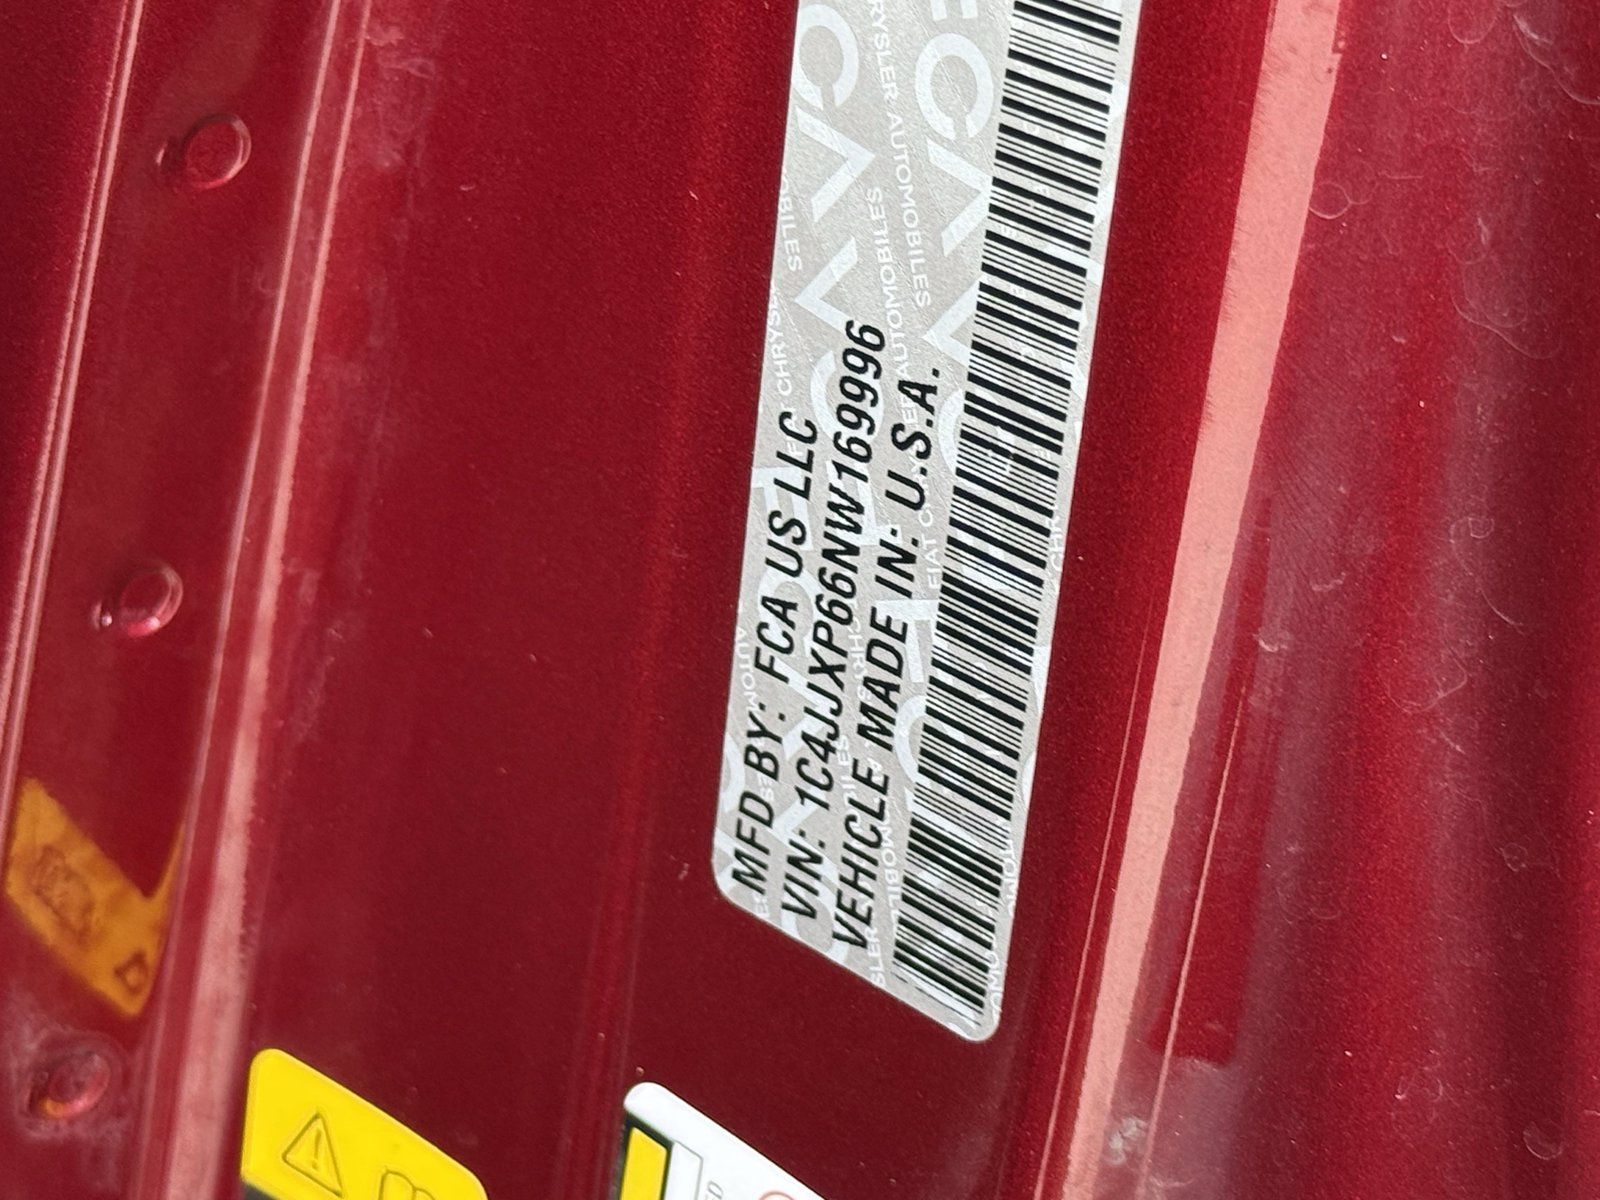 MFD BY: FCA US LLC
VIN: 1C4JJXP66NW169996
VEHICLE MADE IN: U.S.A.